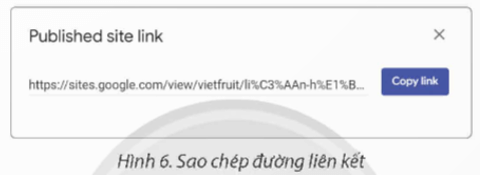 Published site link
https://sites.google.com/view/vietfruit/li%C3%AAn-h%E1%B...
Copy link
Hình 6. Sao chép đường liên kết